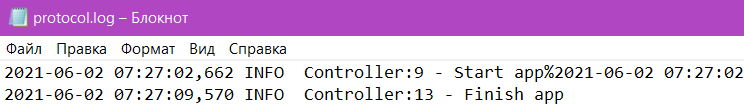 protocol.log – Блокнот
Файл Правка Формат Вид Справка
2021-06-02 07:27:02,662 INFO  Controller:9 - Start app%2021-06-02 07:27:02
2021-06-02 07:27:09,570 INFO  Controller:13 - Finish app